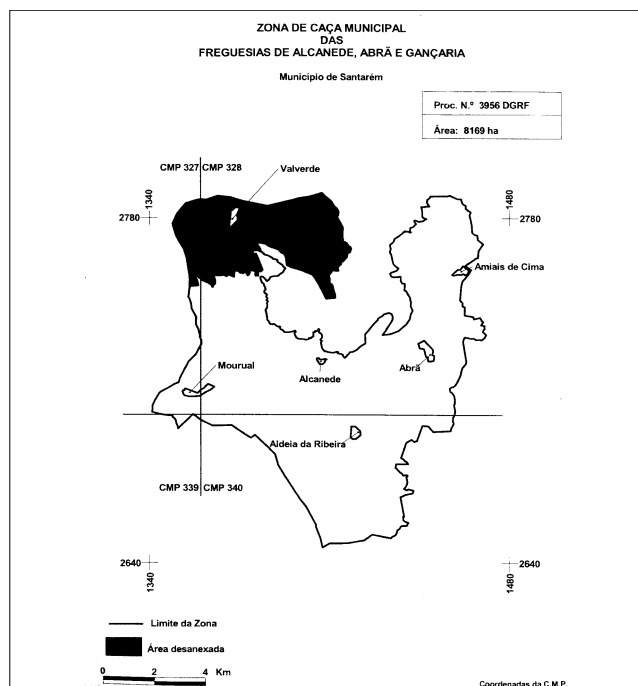 ZONA DE CAÇA MUNICIPAL
DAS
FREGUESIAS DE ALCANEDE, ABRÃ E GANÇARIA
Município de Santarém
Proc. N.º 3956 DGRF
Área: 8169 ha
CMP 327 CMP 328
Valverde
1340
1480
2780
2780
Amiais de Cima
Mourual
Alcanede
Abrã
Aldeia da Ribeira
CMP 339 CMP 340
2640
2640
1340
1480
Limite da Zona
Área desanexada
0 2 4 Km
Coordenadas da C.M.P.